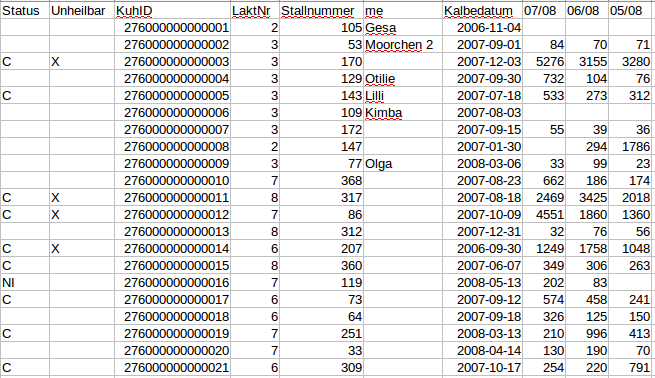 Status Unheilbar KuhID LaktNr Stallnummer me Kalbedatum 07/08 06/08 05/08
276000000000001 2 105 Gesa 2006-11-04
276000000000002 3 53 Moorchen 2 2007-09-01 84 70 71
C X 276000000000003 3 170 2007-12-03 5276 3155 3280
276000000000004 3 129 Otilie 2007-09-30 732 104 76
C 276000000000005 3 143 Lilli 2007-07-18 533 273 312
276000000000006 3 109 Kimba 2007-08-03
276000000000007 3 172 2007-09-15 55 39 36
276000000000008 2 147 2007-01-30 294 1786
276000000000009 3 77 Olga 2008-03-06 33 99 23
276000000000010 7 368 2007-08-23 662 186 174
C X 276000000000011 8 317 2007-08-18 2469 3425 2018
C X 276000000000012 7 86 2007-10-09 4551 1860 1360
276000000000013 8 312 2007-12-31 32 76 56
C X 276000000000014 6 207 2006-09-30 1249 1758 1048
C 276000000000015 8 360 2007-06-07 349 306 263
NI 276000000000016 7 119 2008-05-13 202 83
C 276000000000017 6 73 2007-09-12 574 458 241
276000000000018 6 64 2007-09-18 326 125 150
C 276000000000019 7 251 2008-03-13 210 996 413
276000000000020 7 33 2008-04-14 130 190 70
C 276000000000021 6 309 2007-10-17 254 220 791